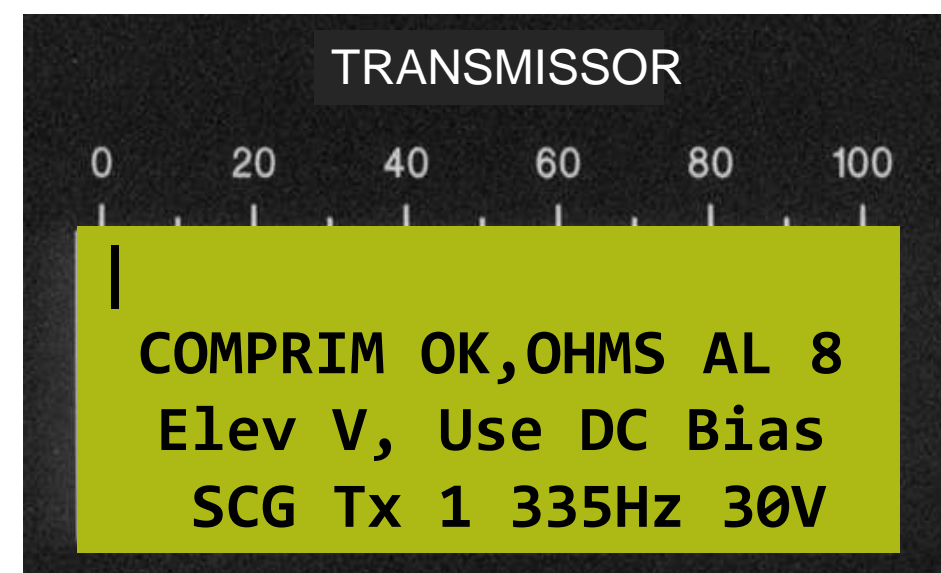 TRANSMISSOR
0 20 40 60 80 100
COMPRIM OK,OHMS AL 8
Elev V, Use DC Bias
SCG Tx 1 335Hz 30V